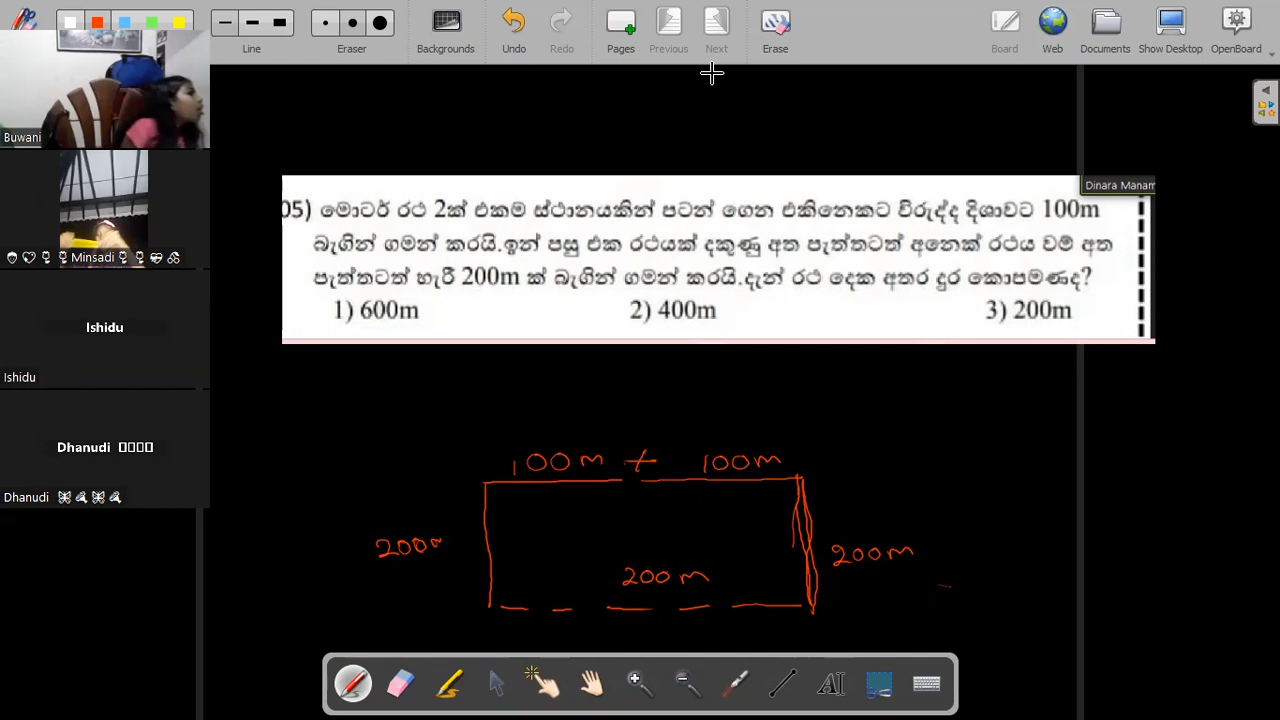 Line
Eraser
Backgrounds
Undo
Redo
Pages
Previous
Next
Erase
Board
Web
Documents
Show Desktop
OpenBoard
Buwani
Minsadi
Ishidu
Ishidu
Dhanudi
Dhanudi
Dinara Manam
05) මොටර් රථ 2ක් එකම ස්ථානයකින් පටන් ගෙන එකිනෙකට විරුද්ද දිශාවට 100m
බැගින් ගමන් කරයි.ඉන් පසු එක රථයක් දකුණු අත පැත්තටත් අනෙක් රථය වම් අත
පැත්තටත් හැරී 200m ක් බැගින් ගමන් කරයි.දැන් රථ දෙක අතර දුර කොපමණද?
1) 600m 2) 400m 3) 200m
100m + 100m
200m 200m
200m